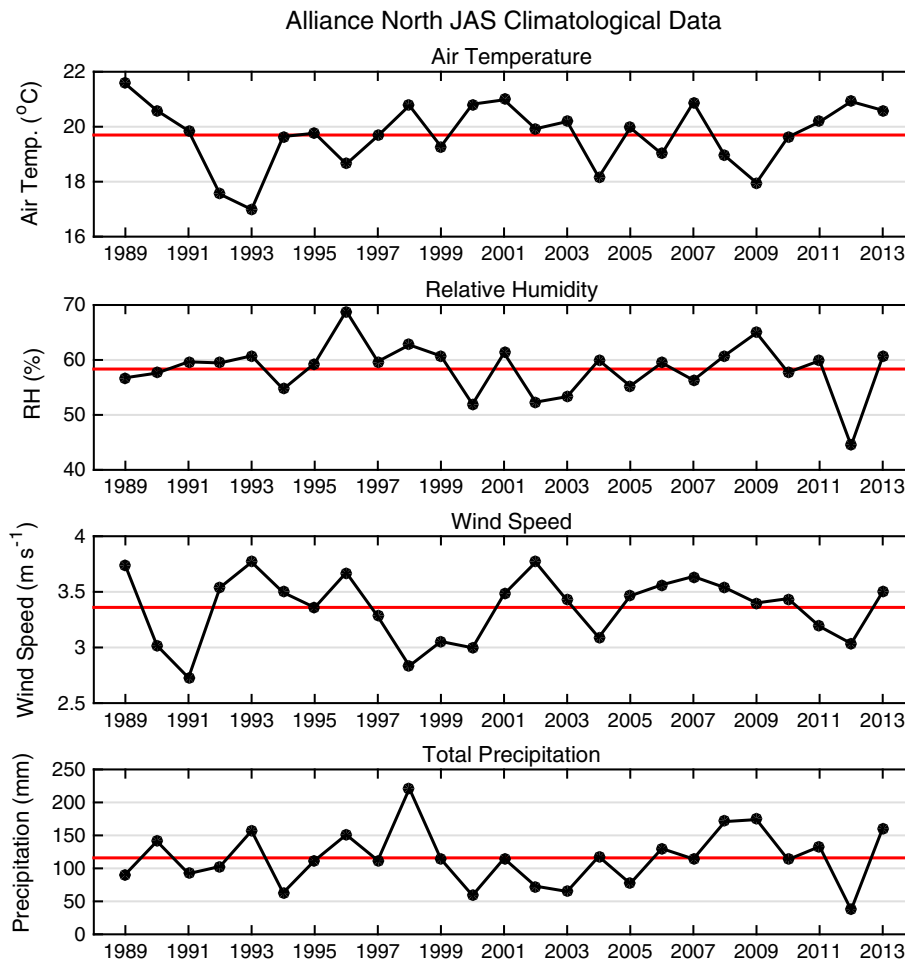 Alliance North JAS Climatological Data
Air Temperature
Air Temp. (°C)
22
20
18
16
1989 1991 1993 1995 1997 1999 2001 2003 2005 2007 2009 2011 2013
Relative Humidity
RH (%)
70
60
50
40
1989 1991 1993 1995 1997 1999 2001 2003 2005 2007 2009 2011 2013
Wind Speed
Wind Speed (m s⁻¹)
4
3.5
3
2.5
1989 1991 1993 1995 1997 1999 2001 2003 2005 2007 2009 2011 2013
Total Precipitation
Precipitation (mm)
250
200
150
100
50
0
1989 1991 1993 1995 1997 1999 2001 2003 2005 2007 2009 2011 2013